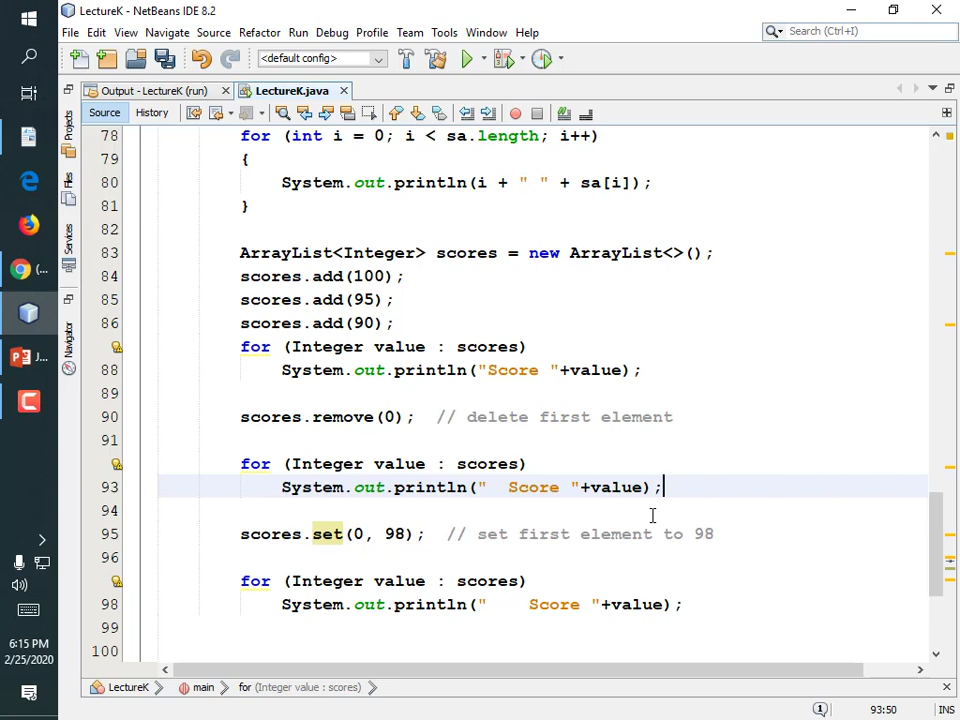 LectureK - NetBeans IDE 8.2
File Edit View Navigate Source Refactor Run Debug Profile Team Tools Window Help
Search (Ctrl+I)
<default config>
Output - LectureK (run) LectureK.java
Source History
Projects
Files
Services
Navigator
78 for (int i = 0; i < sa.length; i++)
79 {
80 System.out.println(i + " " + sa[i]);
81 }
82
83 ArrayList<Integer> scores = new ArrayList<>();
84 scores.add(100);
85 scores.add(95);
86 scores.add(90);
for (Integer value : scores)
88 System.out.println("Score "+value);
89
90 scores.remove(0);  // delete first element
91
for (Integer value : scores)
93 System.out.println("  Score "+value);
94
95 scores.set(0, 98);  // set first element to 98
96
for (Integer value : scores)
98 System.out.println("    Score "+value);
99
100
(...
J...
6:15 PM
2/25/2020
LectureK main for (Integer value : scores)
1 93:50 INS